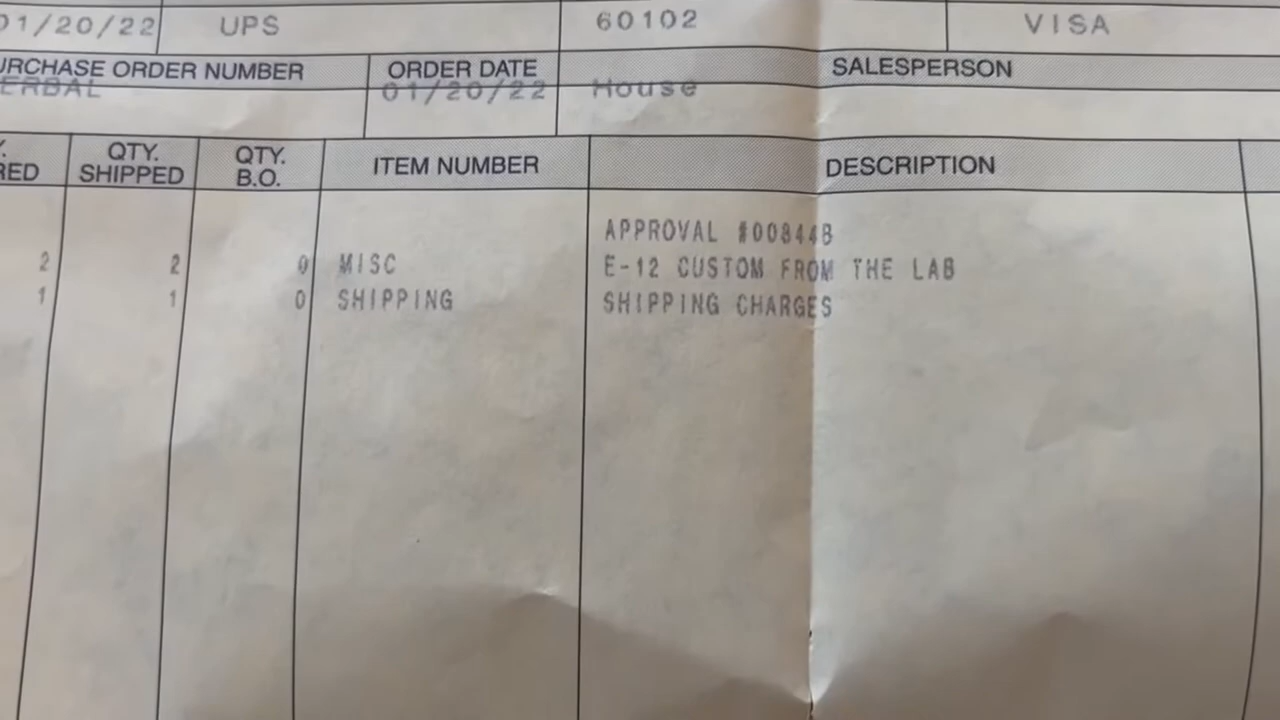 01/20/22 UPS 60102 VISA
URCHASE ORDER NUMBER ORDER DATE SALESPERSON
ERBAL 01/20/22 House
QTY. QTY.
RED SHIPPED B.O. ITEM NUMBER DESCRIPTION
APPROVAL #00844B
2 2 0 MISC E-12 CUSTOM FROM THE LAB
1 1 0 SHIPPING SHIPPING CHARGES